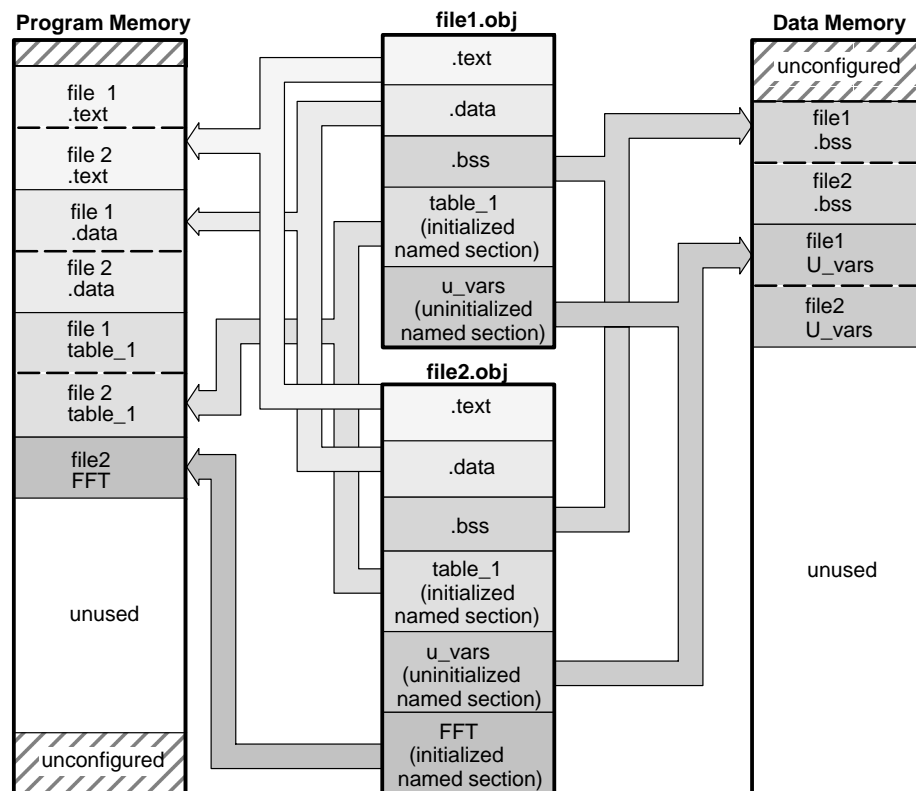 Program Memory
file 1
.text
file 2
.text
file 1
.data
file 2
.data
file 1
table_1
file 2
table_1
file2
FFT
unused
unconfigured
file1.obj
.text
.data
.bss
table_1
(initialized
named section)
u_vars
(uninitialized
named section)
file2.obj
.text
.data
.bss
table_1
(initialized
named section)
u_vars
(uninitialized
named section)
FFT
(initialized
named section)
Data Memory
unconfigured
file1
.bss
file2
.bss
file1
U_vars
file2
U_vars
unused